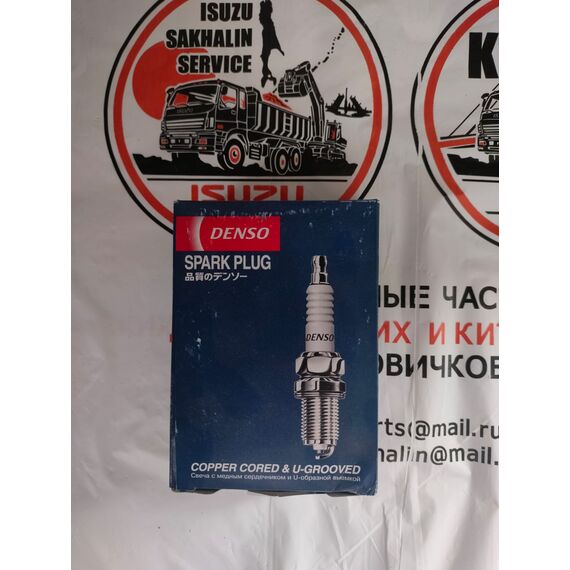 ISUZU
SAKHALIN
SERVICE
ISUZU
K
DENSO
SPARK PLUG
品質のデンソー
DENSO
ЫЕ ЧАС
ИХ И КИТ
ОВИЧКОВ
rts@mail.ru
halin@mail.
COPPER CORED & U-GROOVED
Свеча с медным сердечником и U-образной выемкой